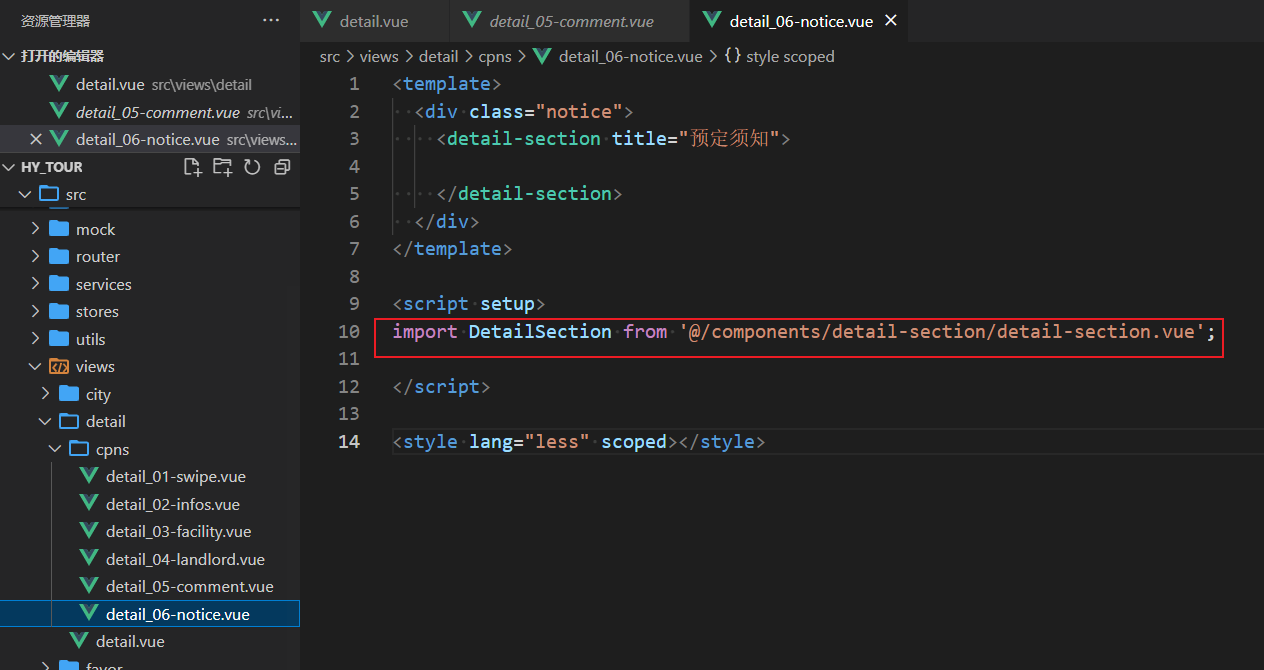 资源管理器 ···
打开的编辑器
detail.vue src\views\detail
detail_05-comment.vue src\vi...
detail_06-notice.vue src\views...
HY_TOUR
src
mock
router
services
stores
utils
views
city
detail
cpns
detail_01-swipe.vue
detail_02-infos.vue
detail_03-facility.vue
detail_04-landlord.vue
detail_05-comment.vue
detail_06-notice.vue
detail.vue
favor
detail.vue detail_05-comment.vue detail_06-notice.vue
src > views > detail > cpns > detail_06-notice.vue > {} style scoped
1 <template>
2 <div class="notice">
3 <detail-section title="预定须知">
4
5 </detail-section>
6 </div>
7 </template>
8
9 <script setup>
10 import DetailSection from '@/components/detail-section/detail-section.vue';
11
12 </script>
13
14 <style lang="less" scoped></style>